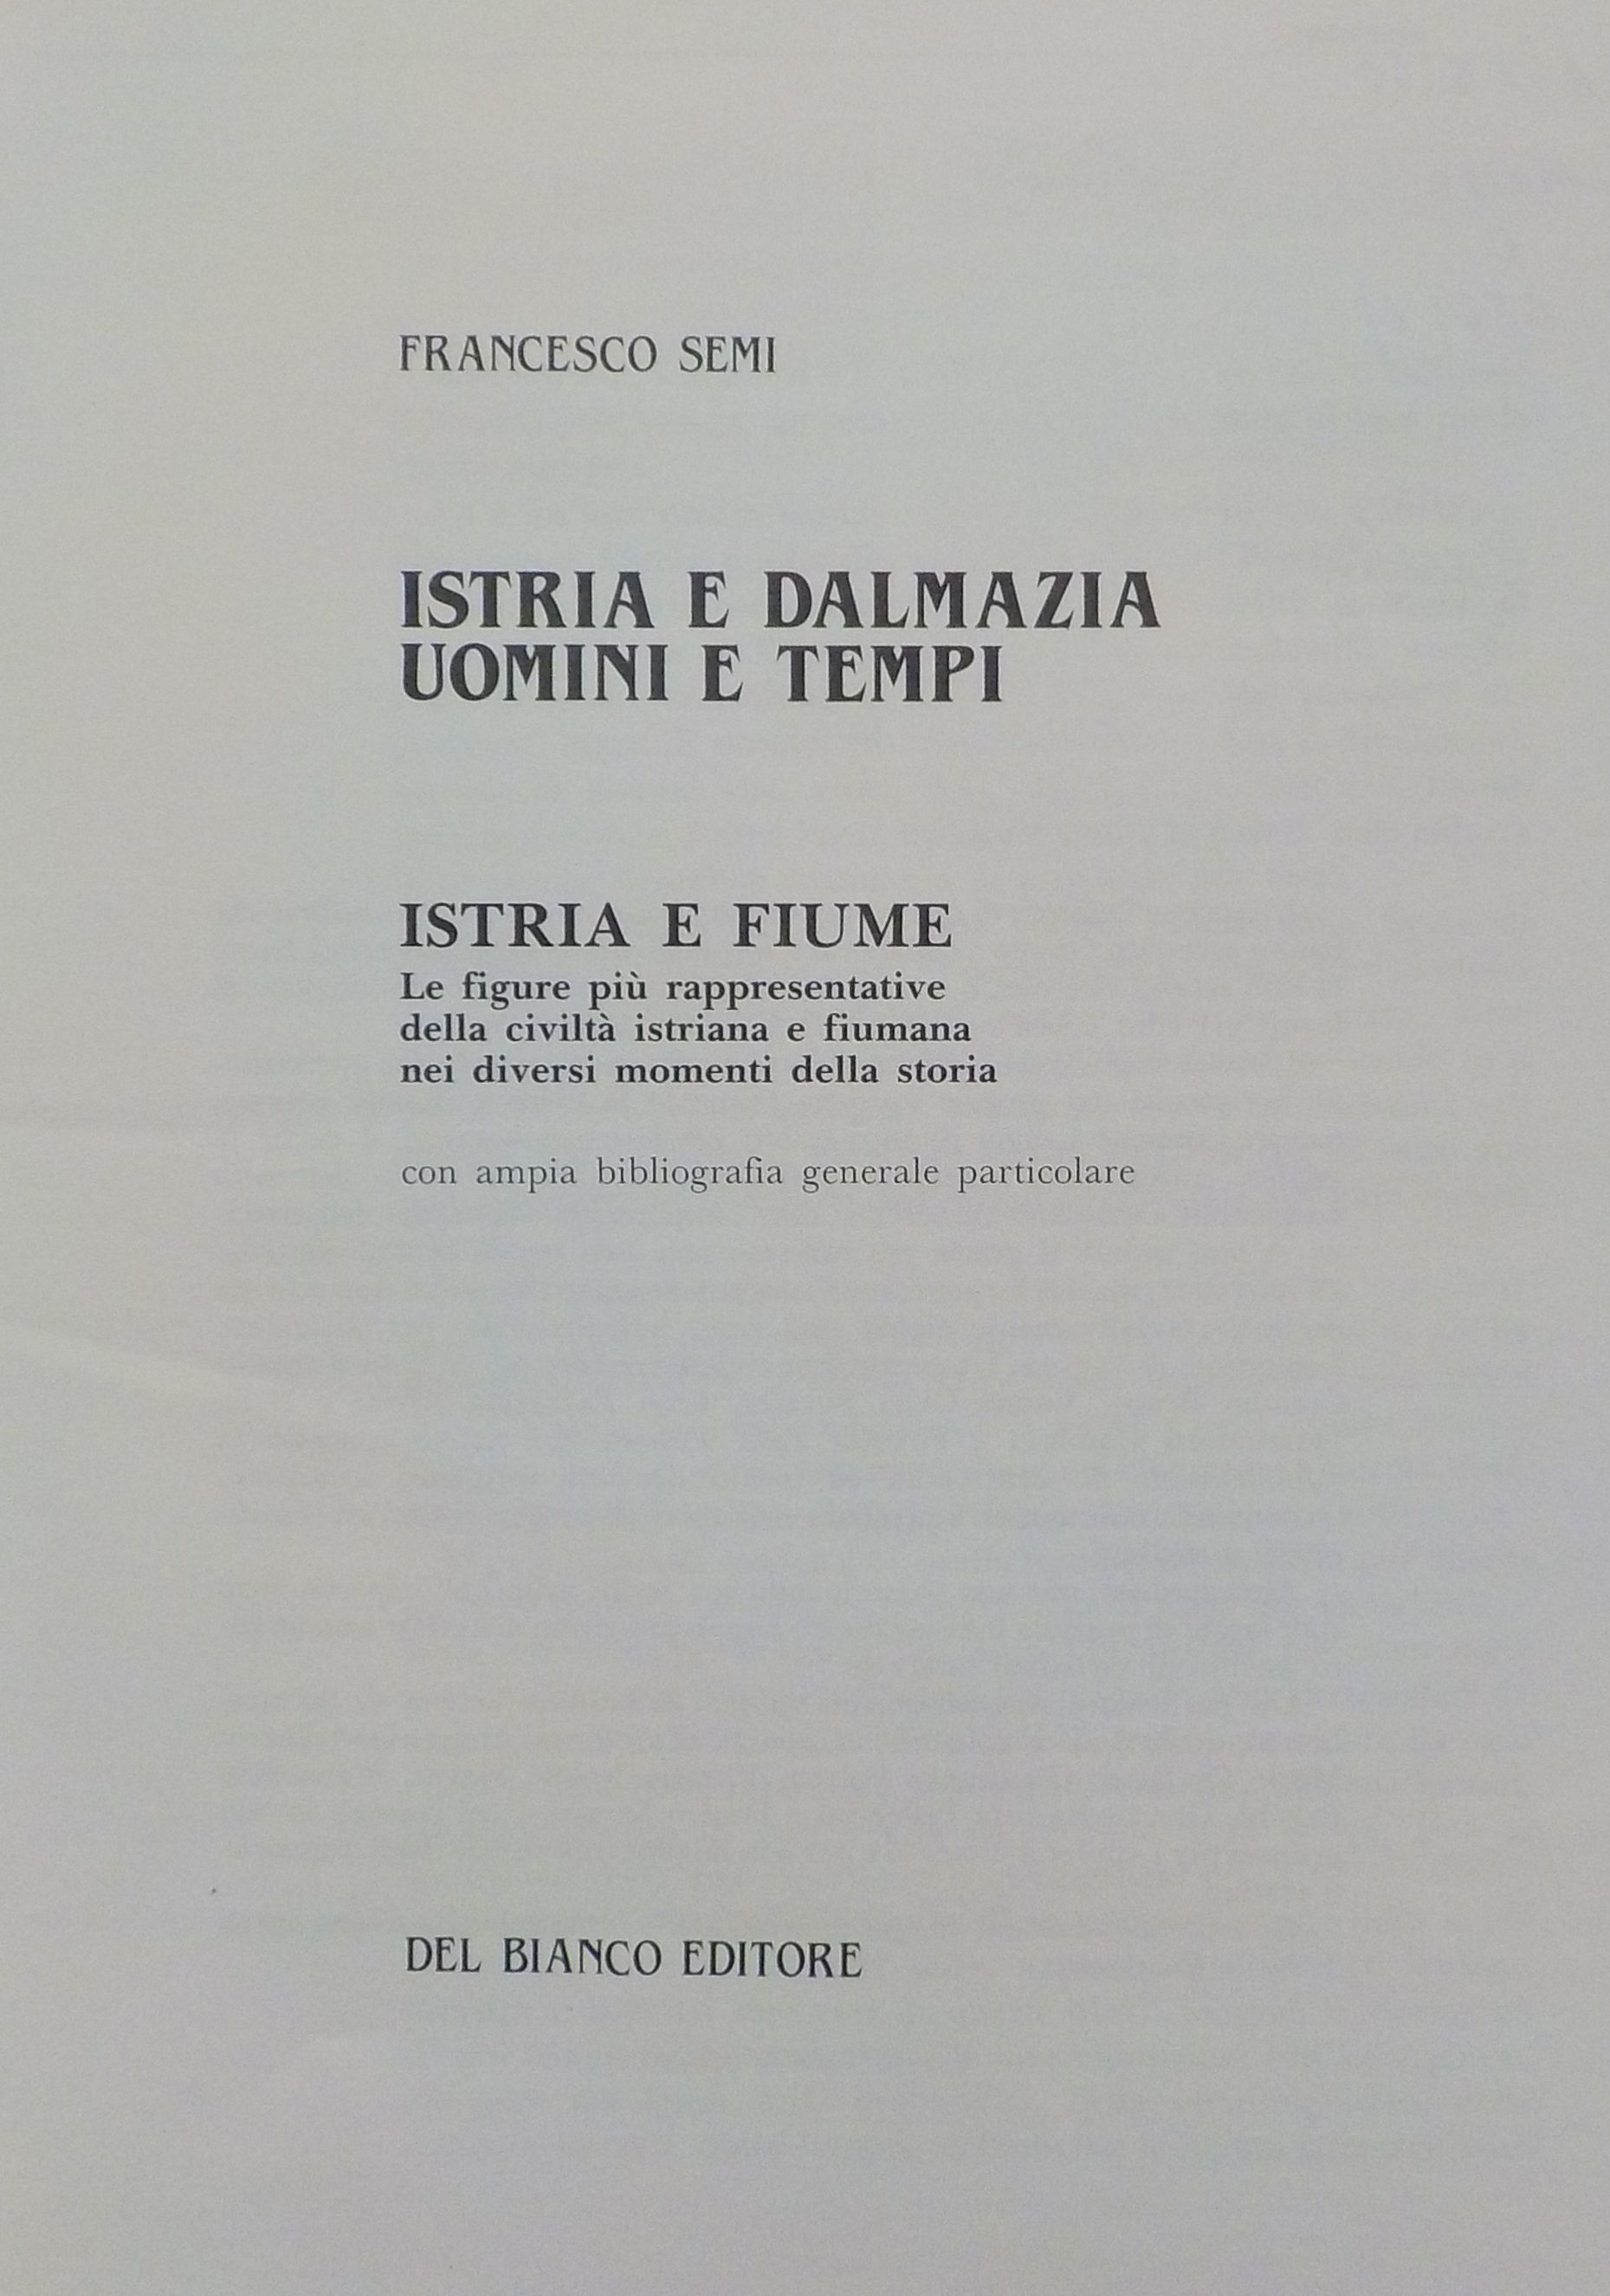 FRANCESCO SEMI
ISTRIA E DALMAZIA
UOMINI E TEMPI
ISTRIA E FIUME
Le figure più rappresentative
della civiltà istriana e fiumana
nei diversi momenti della storia
con ampia bibliografia generale particolare
DEL BIANCO EDITORE